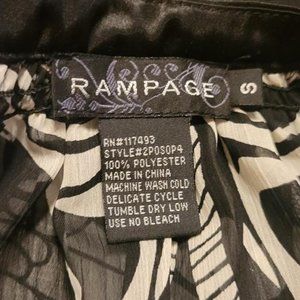 RAMPAGE
S
RN#117493
STYLE#2POSOP4
100% POLYESTER
MADE IN CHINA
MACHINE WASH COLD
DELICATE CYCLE
TUMBLE DRY LOW
USE NO BLEACH